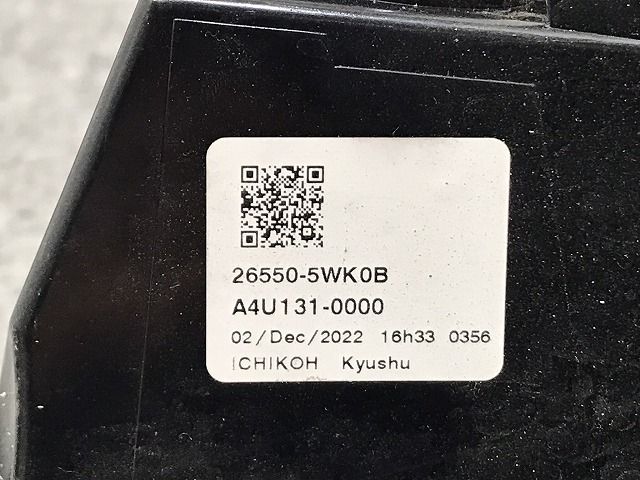 26550-5WK0B
A4U131-0000
02/Dec/2022 16h33 0356
ICHIKOH Kyushu